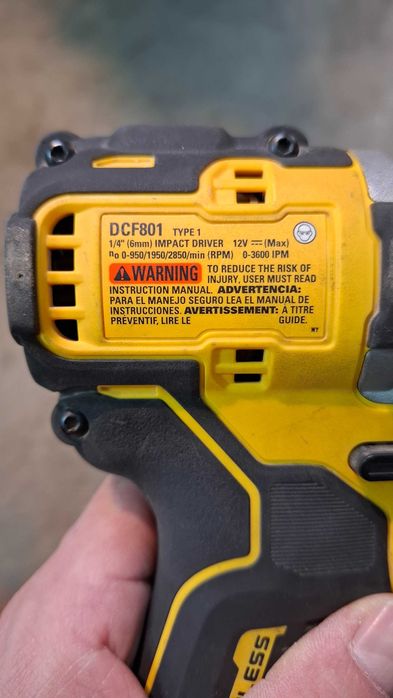 DCF801 TYPE 1
1/4" (6mm) IMPACT DRIVER 12V ⎓ (Max)
n₀ 0-950/1950/2850/min (RPM) 0-3600 IPM
WARNING TO REDUCE THE RISK OF
INJURY, USER MUST READ
INSTRUCTION MANUAL. ADVERTENCIA:
PARA EL MANEJO SEGURO LEA EL MANUAL DE
INSTRUCCIONES. AVERTISSEMENT: À TITRE
PRÉVENTIF, LIRE LE GUIDE.
LESS